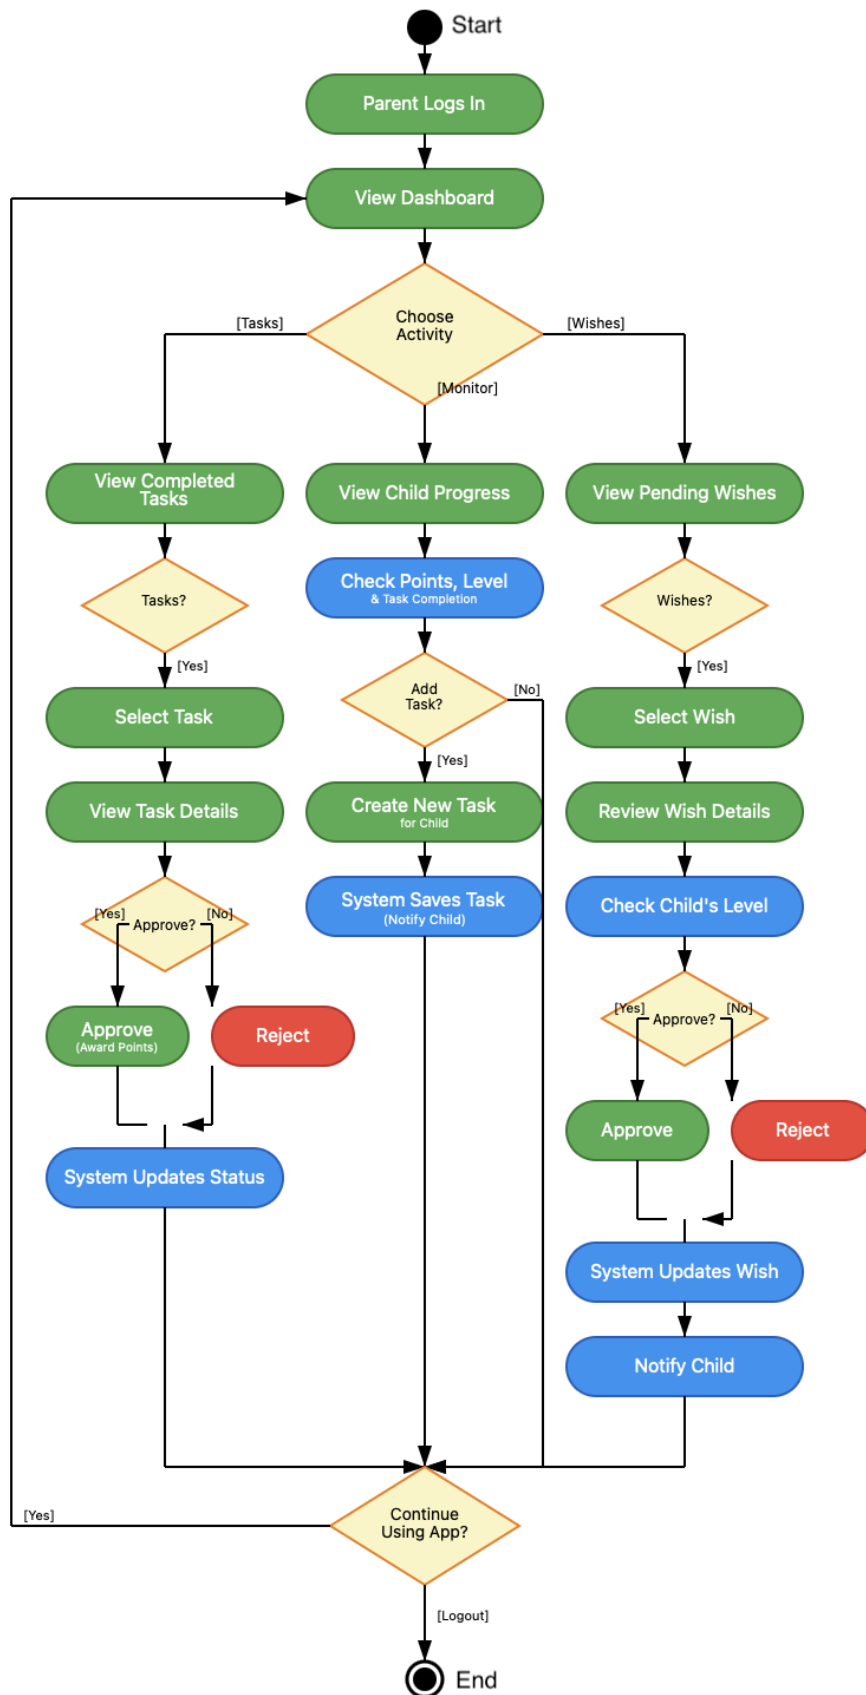 Start
Parent Logs In
View Dashboard
Choose
Activity
[Tasks]
[Wishes]
[Monitor]
View Completed
Tasks
View Child Progress
View Pending Wishes
Check Points, Level
& Task Completion
Tasks?
Wishes?
[Yes]
[Yes]
Add
Task?
[No]
Select Task
Select Wish
[Yes]
View Task Details
Create New Task
for Child
Review Wish Details
System Saves Task
(Notify Child)
Check Child's Level
[Yes]
[No]
Approve?
Approve
(Award Points)
Reject
[Yes]
[No]
Approve?
Approve
Reject
System Updates Status
System Updates Wish
Notify Child
Continue
Using App?
[Yes]
[Logout]
End